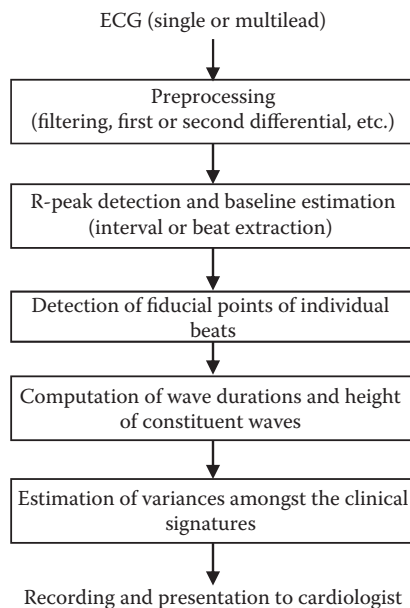 ECG (single or multilead)
Preprocessing
(filtering, first or second differential, etc.)
R-peak detection and baseline estimation
(interval or beat extraction)
Detection of fiducial points of individual
beats
Computation of wave durations and height
of constituent waves
Estimation of variances amongst the clinical
signatures
Recording and presentation to cardiologist